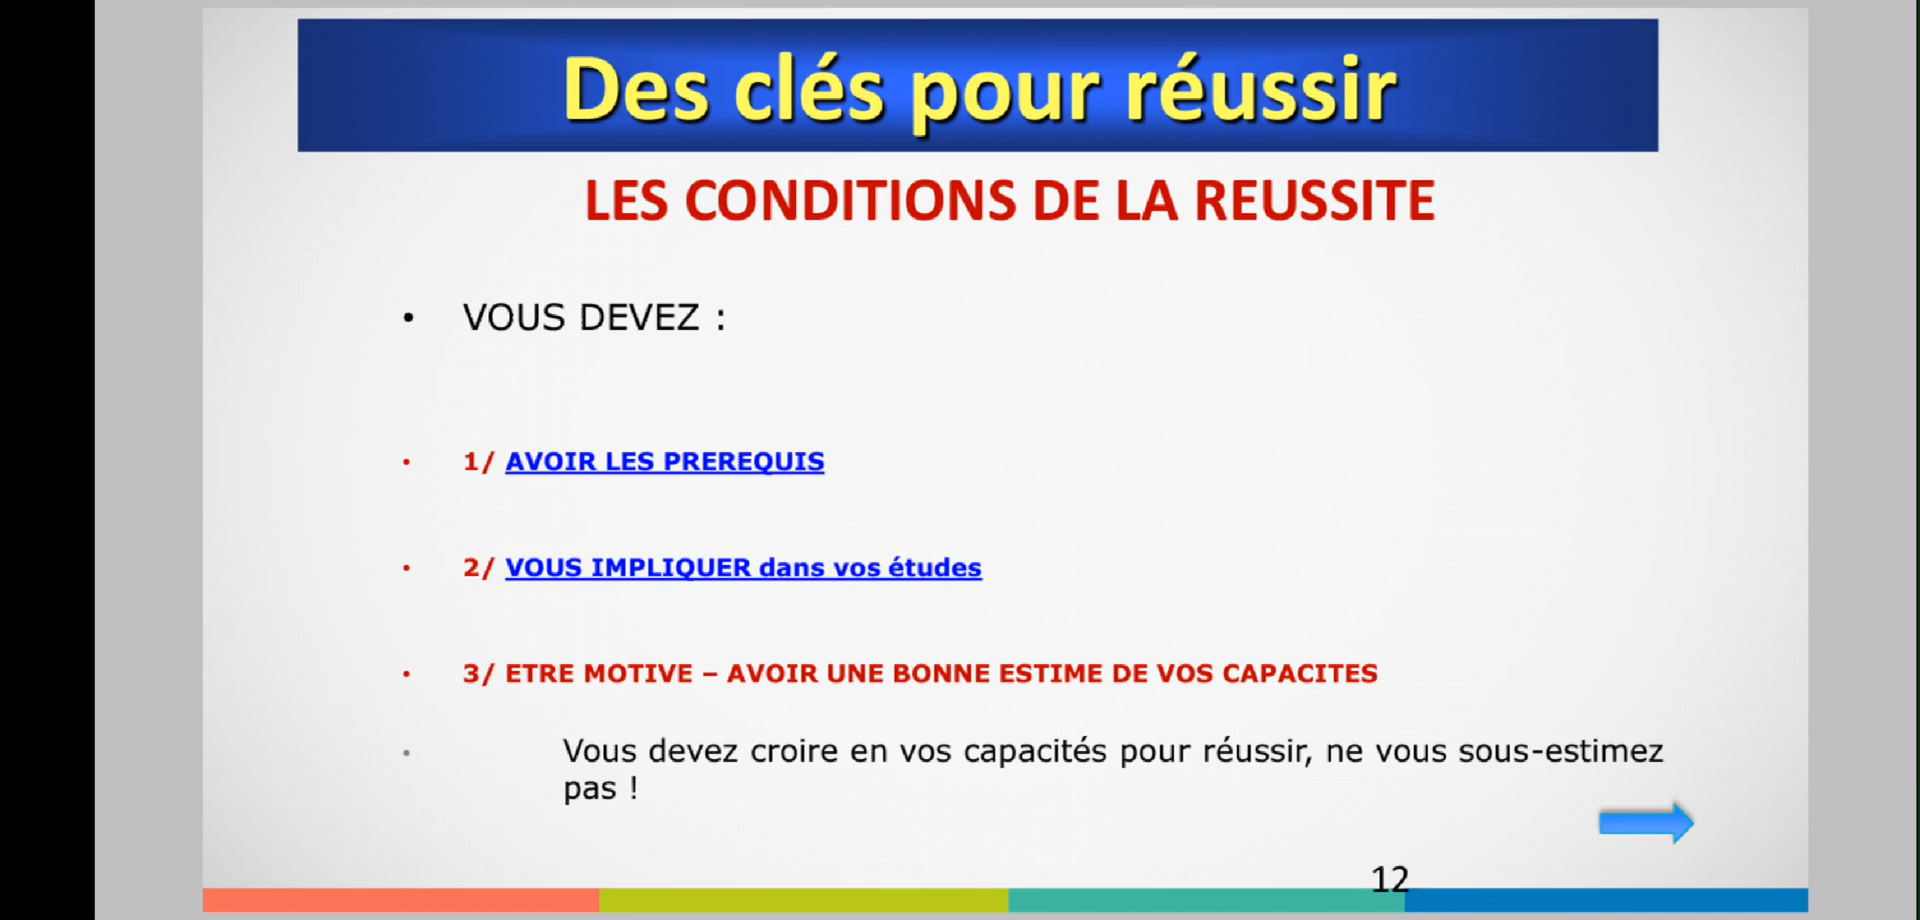 Des clés pour réussir
LES CONDITIONS DE LA REUSSITE
• VOUS DEVEZ :
• 1/ AVOIR LES PREREQUIS
• 2/ VOUS IMPLIQUER dans vos études
• 3/ ETRE MOTIVE – AVOIR UNE BONNE ESTIME DE VOS CAPACITES
• Vous devez croire en vos capacités pour réussir, ne vous sous-estimez
pas !
12